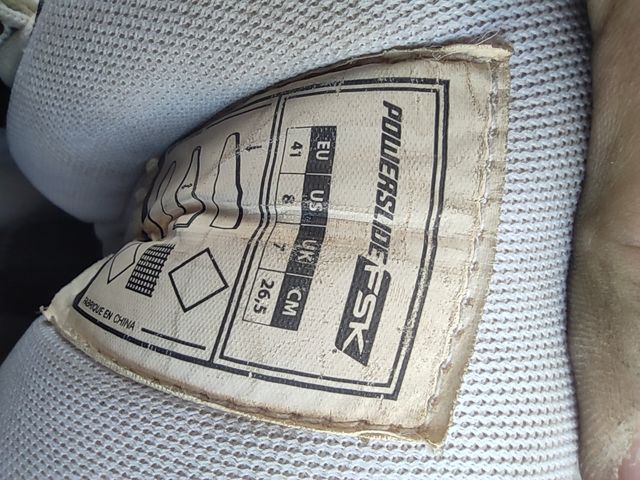 POWERSLIDE FSK
EU US UK CM
41 8 7 26.5
FABRIQUE EN CHINA